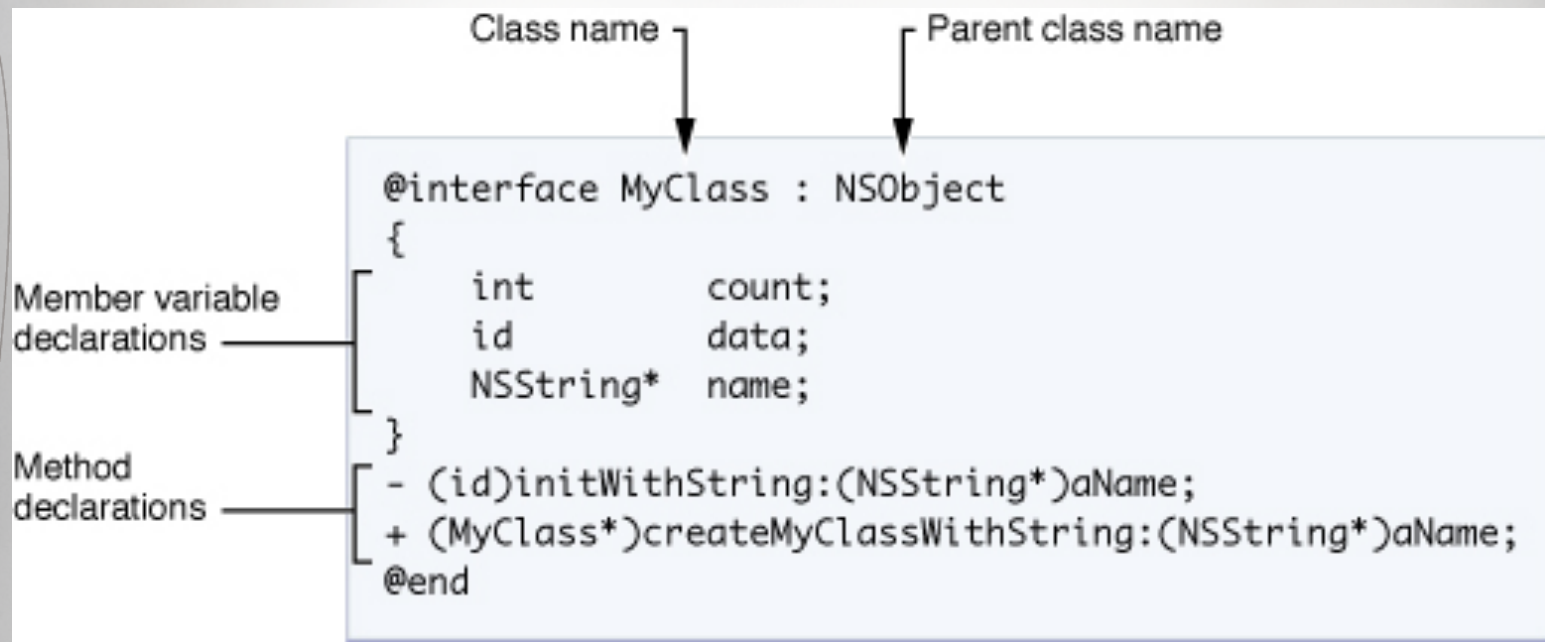 Class name
Parent class name
@interface MyClass : NSObject
{
Member variable
declarations
int count;
id data;
NSString* name;
}
Method
declarations
- (id)initWithString:(NSString*)aName;
+ (MyClass*)createMyClassWithString:(NSString*)aName;
@end